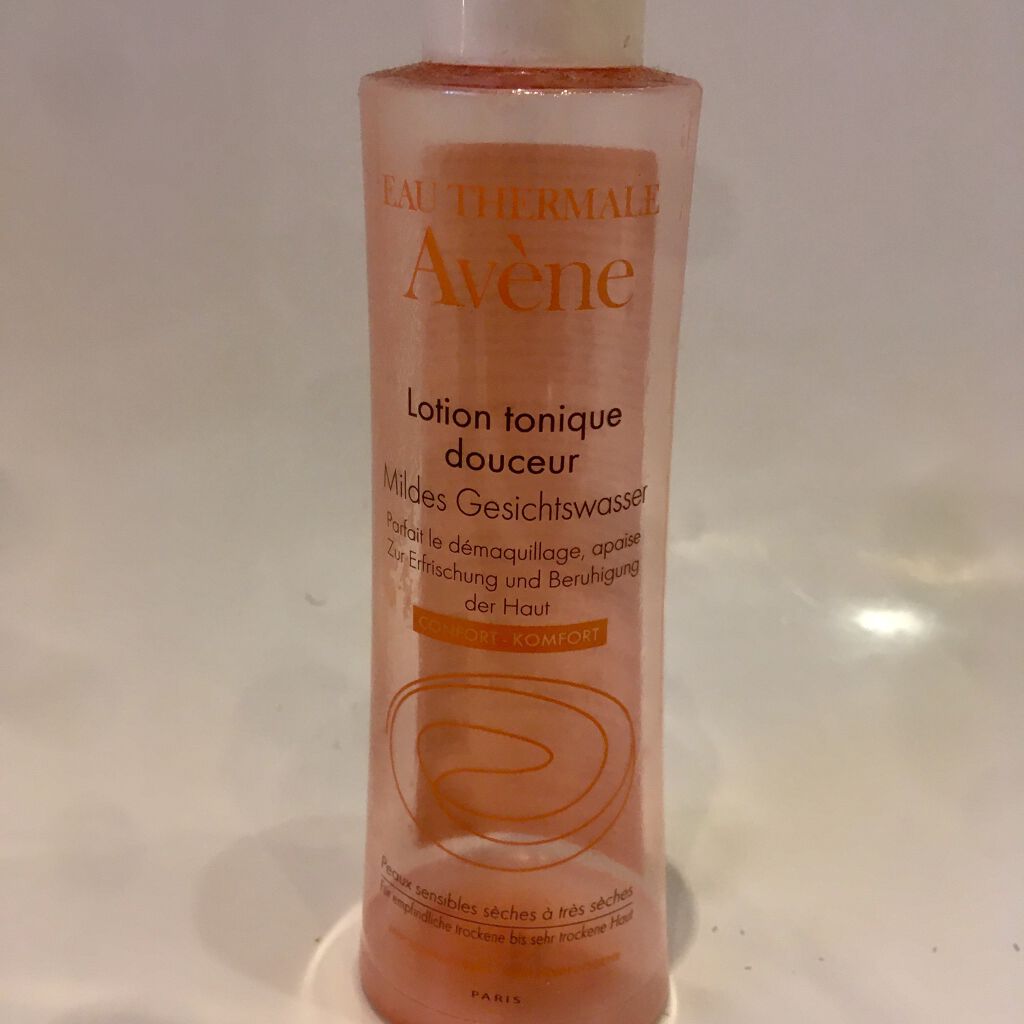 EAU THERMALE
Avène
Lotion tonique
douceur
Mildes Gesichtswasser
Parfait le démaquillage, apaise
Zur Erfrischung und Beruhigung
der Haut
CONFORT - KOMFORT
Peaux sensibles sèches à très sèches
Für empfindliche trockene bis sehr trockene Haut
PARIS